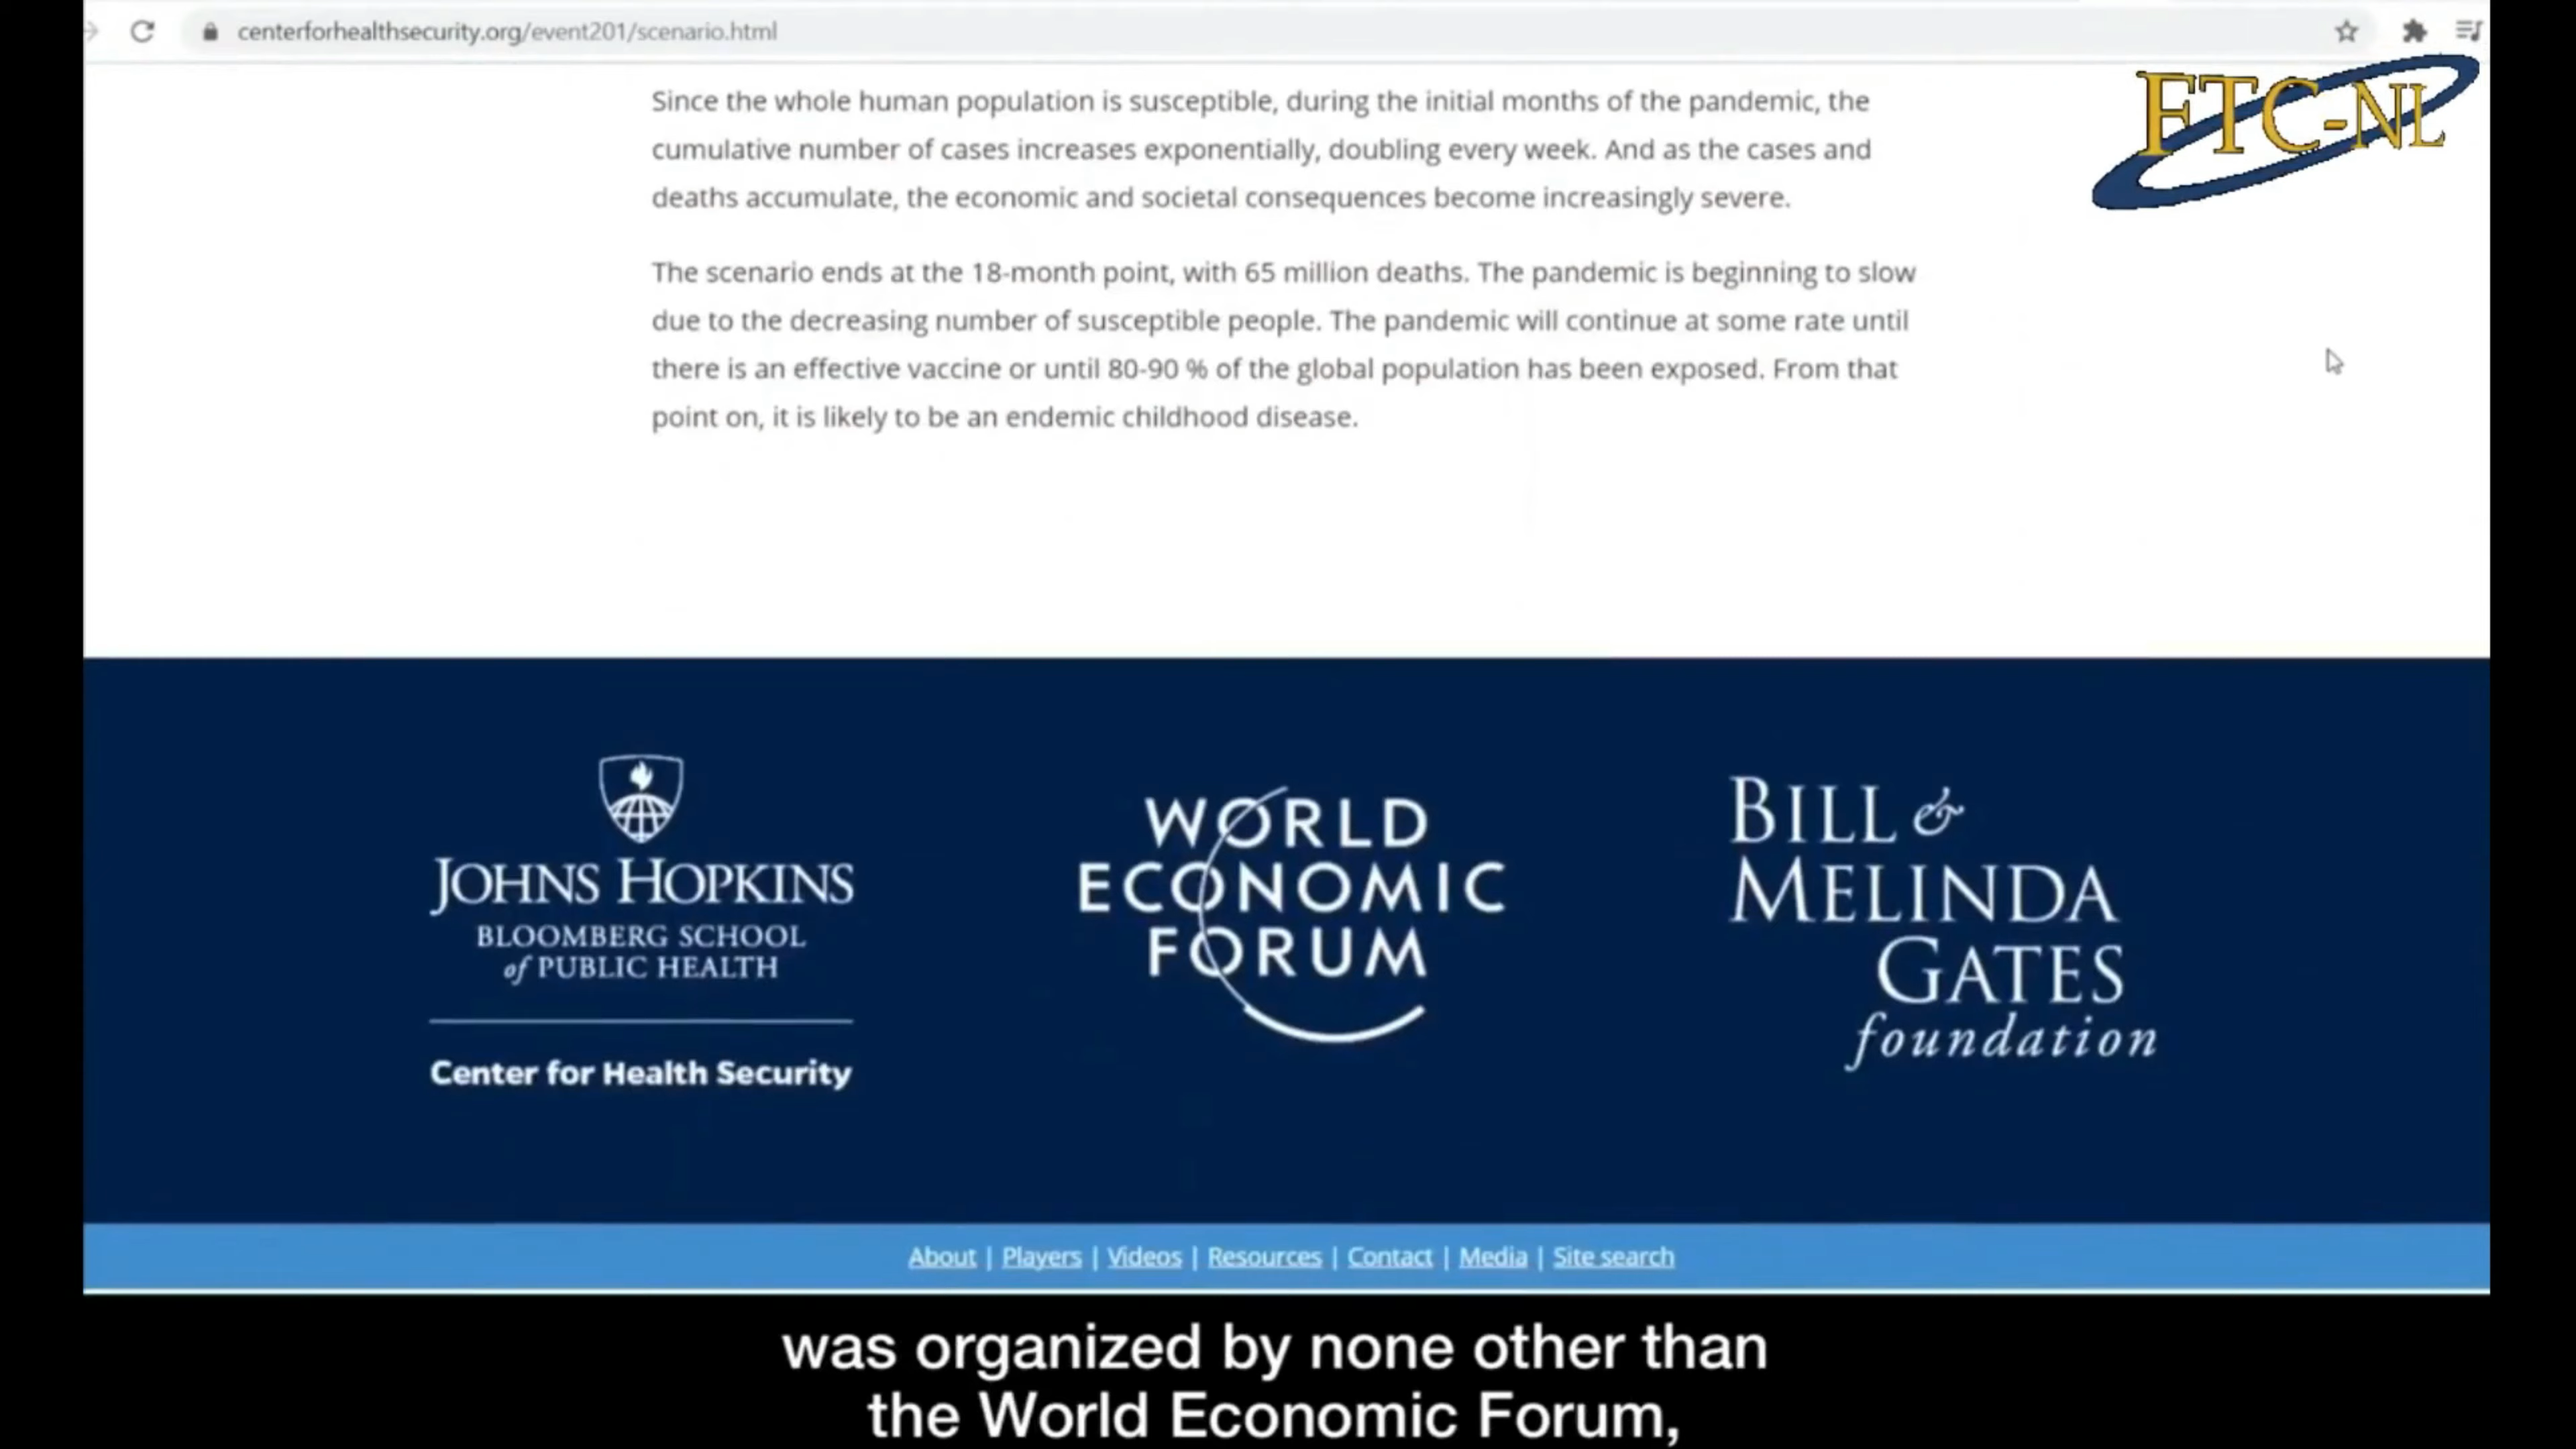 centerforhealthsecurity.org/event201/scenario.html
FTC-NL
Since the whole human population is susceptible, during the initial months of the pandemic, the
cumulative number of cases increases exponentially, doubling every week. And as the cases and
deaths accumulate, the economic and societal consequences become increasingly severe.
The scenario ends at the 18-month point, with 65 million deaths. The pandemic is beginning to slow
due to the decreasing number of susceptible people. The pandemic will continue at some rate until
there is an effective vaccine or until 80-90 % of the global population has been exposed. From that
point on, it is likely to be an endemic childhood disease.
JOHNS HOPKINS
BLOOMBERG SCHOOL
of PUBLIC HEALTH
Center for Health Security
WORLD
ECONOMIC
FORUM
BILL &
MELINDA
GATES
foundation
About | Players | Videos | Resources | Contact | Media | Site search
was organized by none other than
the World Economic Forum,